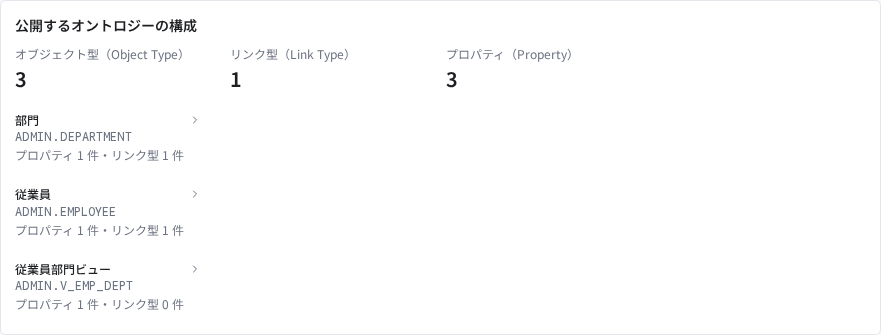 公開するオントロジーの構成
オブジェクト型（Object Type） リンク型（Link Type） プロパティ（Property）
3 1 3
部門
ADMIN.DEPARTMENT
プロパティ 1 件・リンク型 1 件
従業員
ADMIN.EMPLOYEE
プロパティ 1 件・リンク型 1 件
従業員部門ビュー
ADMIN.V_EMP_DEPT
プロパティ 1 件・リンク型 0 件